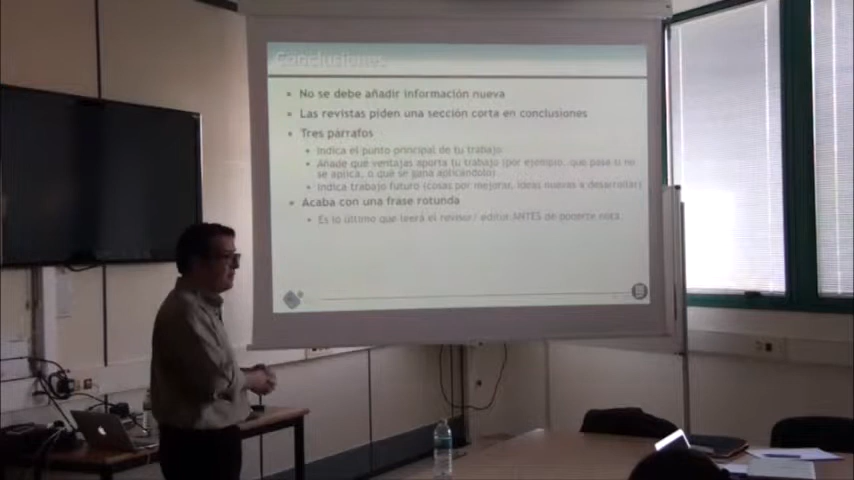 Conclusiones
No se debe añadir información nueva
Las revistas piden una sección corta en conclusiones
Tres párrafos
Indica el punto principal de tu trabajo
Añade qué ventajas aporta tu trabajo (por ejemplo, que pasa si no
se aplica, o qué se gana aplicándolo)
Indica trabajo futuro (cosas por mejorar, ideas nuevas a desarrollar)
Acaba con una frase rotunda
Es lo último que leerá el revisor/ editor ANTES de ponerte nota